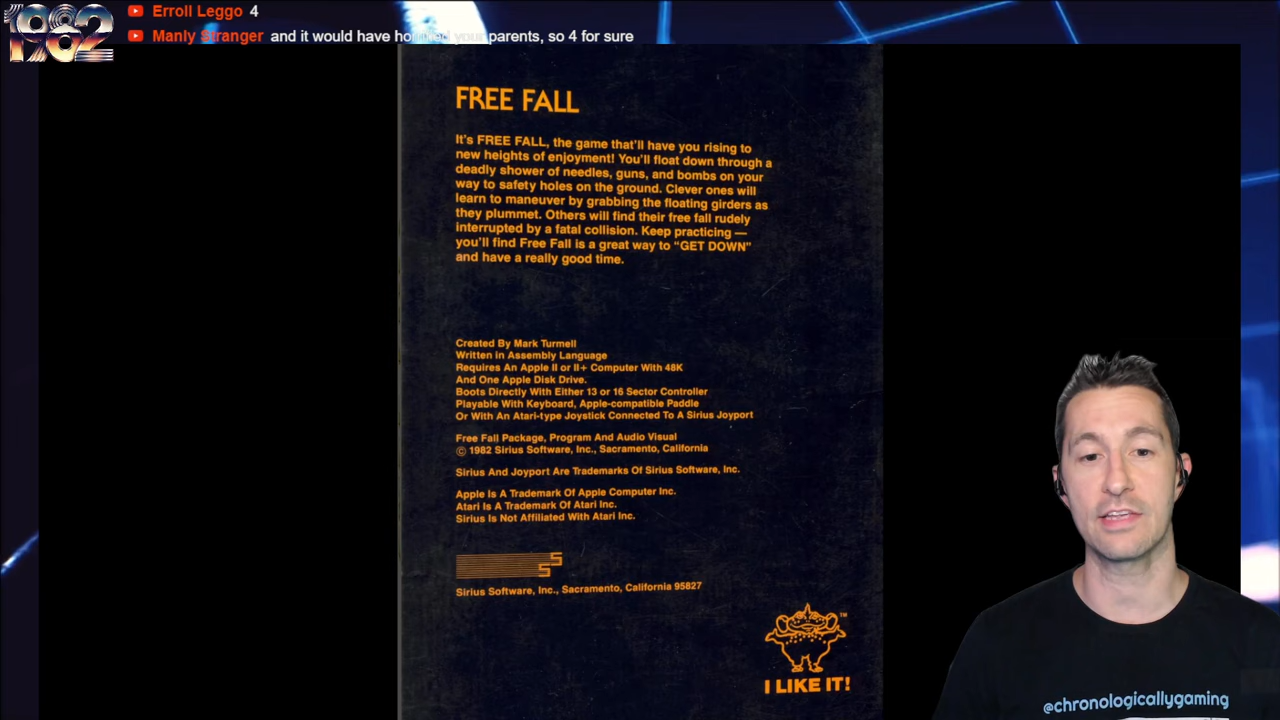 1982
Erroll Leggo 4
Manly Stranger and it would have your parents, so 4 for sure
FREE FALL
It's FREE FALL, the game that'll have you rising to
new heights of enjoyment! You'll float down through a
deadly shower of needles, guns, and bombs on your
way to safety holes on the ground. Clever ones will
learn to maneuver by grabbing the floating girders as
they plummet. Others will find their free fall rudely
interrupted by a fatal collision. Keep practicing —
you'll find Free Fall is a great way to “GET DOWN”
and have a really good time.
Created By Mark Turmell
Written in Assembly Language
Requires An Apple II or II+ Computer With 48K
And One Apple Disk Drive.
Boots Directly With Either 13 or 16 Sector Controller
Playable With Keyboard, Apple-compatible Paddle
Or With An Atari-type Joystick Connected To A Sirius Joyport
Free Fall Package, Program And Audio Visual
© 1982 Sirius Software, Inc., Sacramento, California
Sirius And Joyport Are Trademarks Of Sirius Software, Inc.
Apple Is A Trademark Of Apple Computer Inc.
Atari Is A Trademark Of Atari Inc.
Sirius Is Not Affiliated With Atari Inc.
Sirius Software, Inc., Sacramento, California 95827
TM
I LIKE IT!
@chronologicallygaming